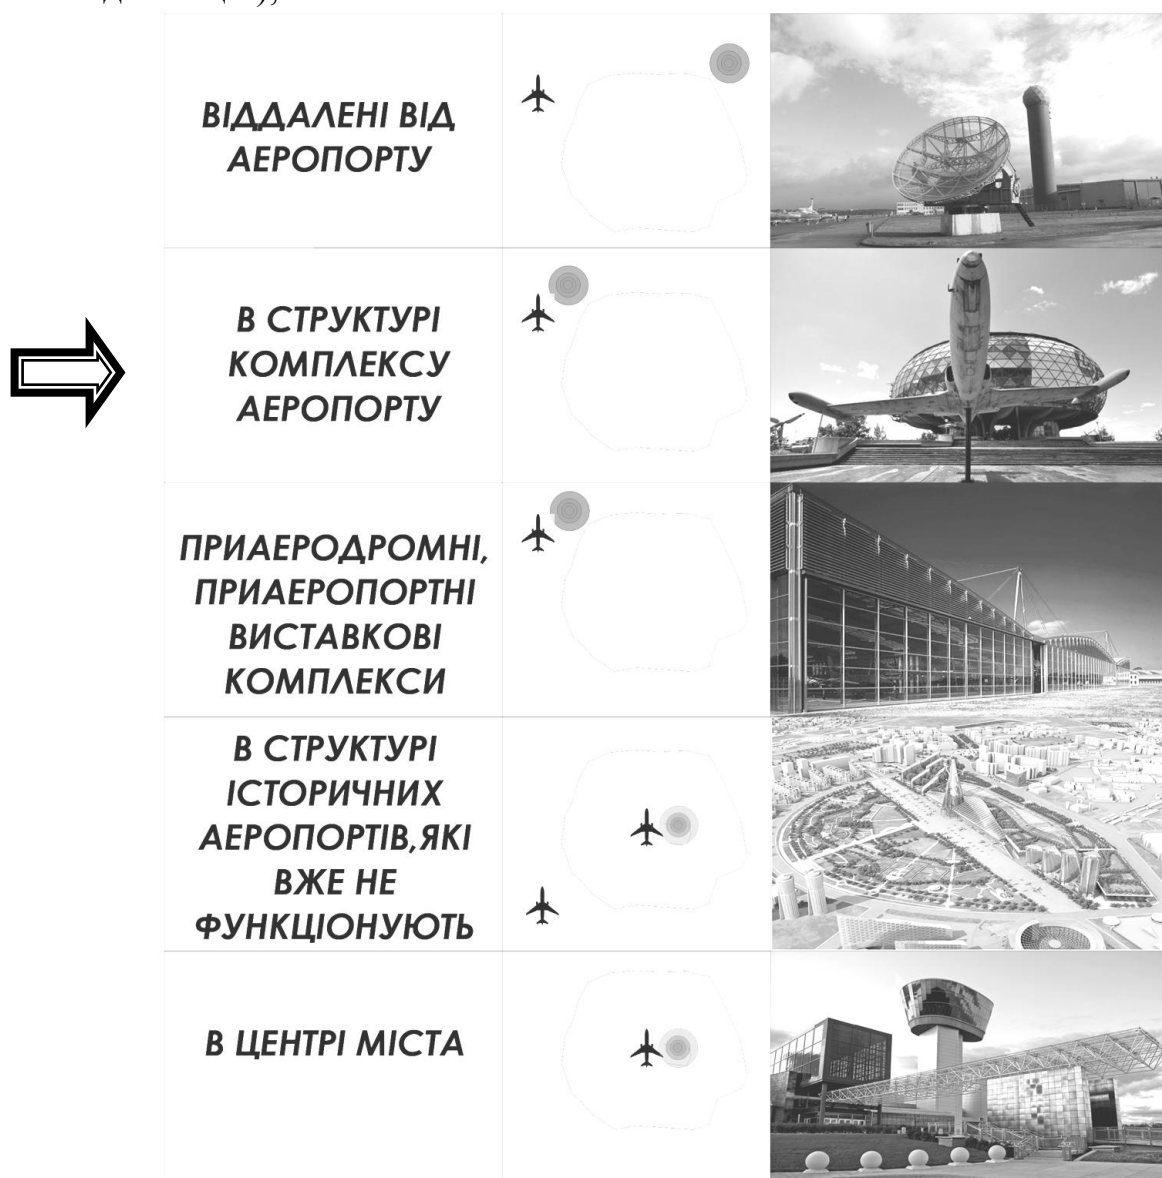 ВІДДАЛЕНІ ВІД
АЕРОПОРТУ
В СТРУКТУРІ
КОМПЛЕКСУ
АЕРОПОРТУ
ПРИАЕРОДРОМНІ,
ПРИАЕРОПОРТНІ
ВИСТАВКОВІ
КОМПЛЕКСИ
В СТРУКТУРІ
ІСТОРИЧНИХ
АЕРОПОРТІВ,ЯКІ
ВЖЕ НЕ
ФУНКЦІОНУЮТЬ
В ЦЕНТРІ МІСТА